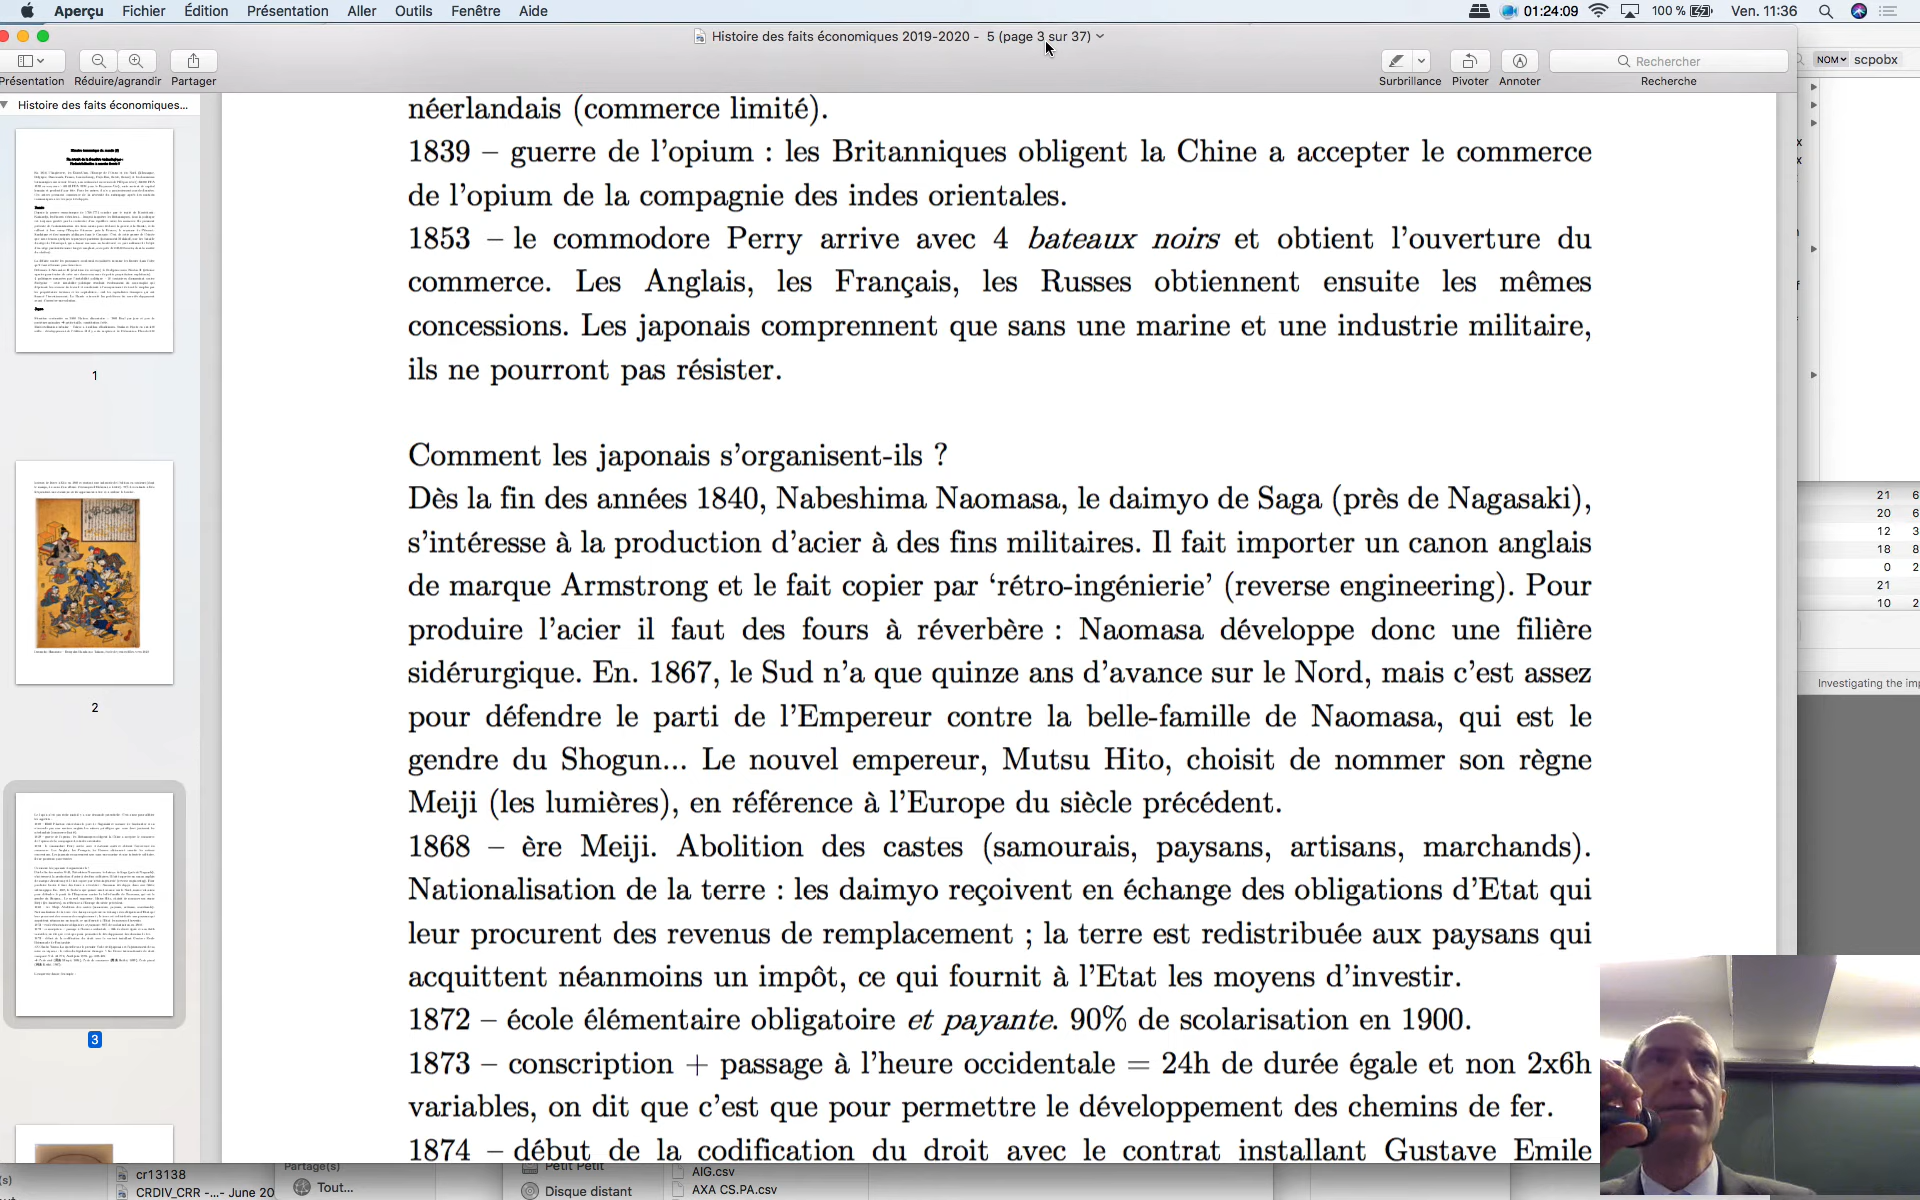 Aperçu Fichier Édition Présentation Aller Outils Fenêtre Aide 01:24:09 100 % Ven. 11:36
Histoire des faits économiques 2019-2020 - 5 (page 3 sur 37)
Présentation Réduire/agrandir Partager Surbrillance Pivoter Annoter Rechercher Recherche
NOM scpobx
Histoire des faits économiques...
1
2
3
néerlandais (commerce limité).
1839 – guerre de l’opium : les Britanniques obligent la Chine a accepter le commerce
de l’opium de la compagnie des indes orientales.
1853 – le commodore Perry arrive avec 4 bateaux noirs et obtient l’ouverture du
commerce. Les Anglais, les Français, les Russes obtiennent ensuite les mêmes
concessions. Les japonais comprennent que sans une marine et une industrie militaire,
ils ne pourront pas résister.
Comment les japonais s’organisent-ils ?
Dès la fin des années 1840, Nabeshima Naomasa, le daimyo de Saga (près de Nagasaki),
s’intéresse à la production d’acier à des fins militaires. Il fait importer un canon anglais
de marque Armstrong et le fait copier par ‘rétro-ingénierie’ (reverse engineering). Pour
produire l’acier il faut des fours à réverbère : Naomasa développe donc une filière
sidérurgique. En. 1867, le Sud n’a que quinze ans d’avance sur le Nord, mais c’est assez
pour défendre le parti de l’Empereur contre la belle-famille de Naomasa, qui est le
gendre du Shogun... Le nouvel empereur, Mutsu Hito, choisit de nommer son règne
Meiji (les lumières), en référence à l’Europe du siècle précédent.
1868 – ère Meiji. Abolition des castes (samourais, paysans, artisans, marchands).
Nationalisation de la terre : les daimyo reçoivent en échange des obligations d’Etat qui
leur procurent des revenus de remplacement ; la terre est redistribuée aux paysans qui
acquittent néanmoins un impôt, ce qui fournit à l’Etat les moyens d’investir.
1872 – école élémentaire obligatoire et payante. 90% de scolarisation en 1900.
1873 – conscription + passage à l’heure occidentale = 24h de durée égale et non 2x6h
variables, on dit que c’est que pour permettre le développement des chemins de fer.
1874 – début de la codification du droit avec le contrat installant Gustave Emile
21 6
20 6
12 3
18 8
0 2
21
10 2
Investigating the imp
cr13138
CRDIV_CRR -...- June 20
Partagé(s)
Tout...
Petit Petit
Disque distant
AIG.csv
AXA CS.PA.csv